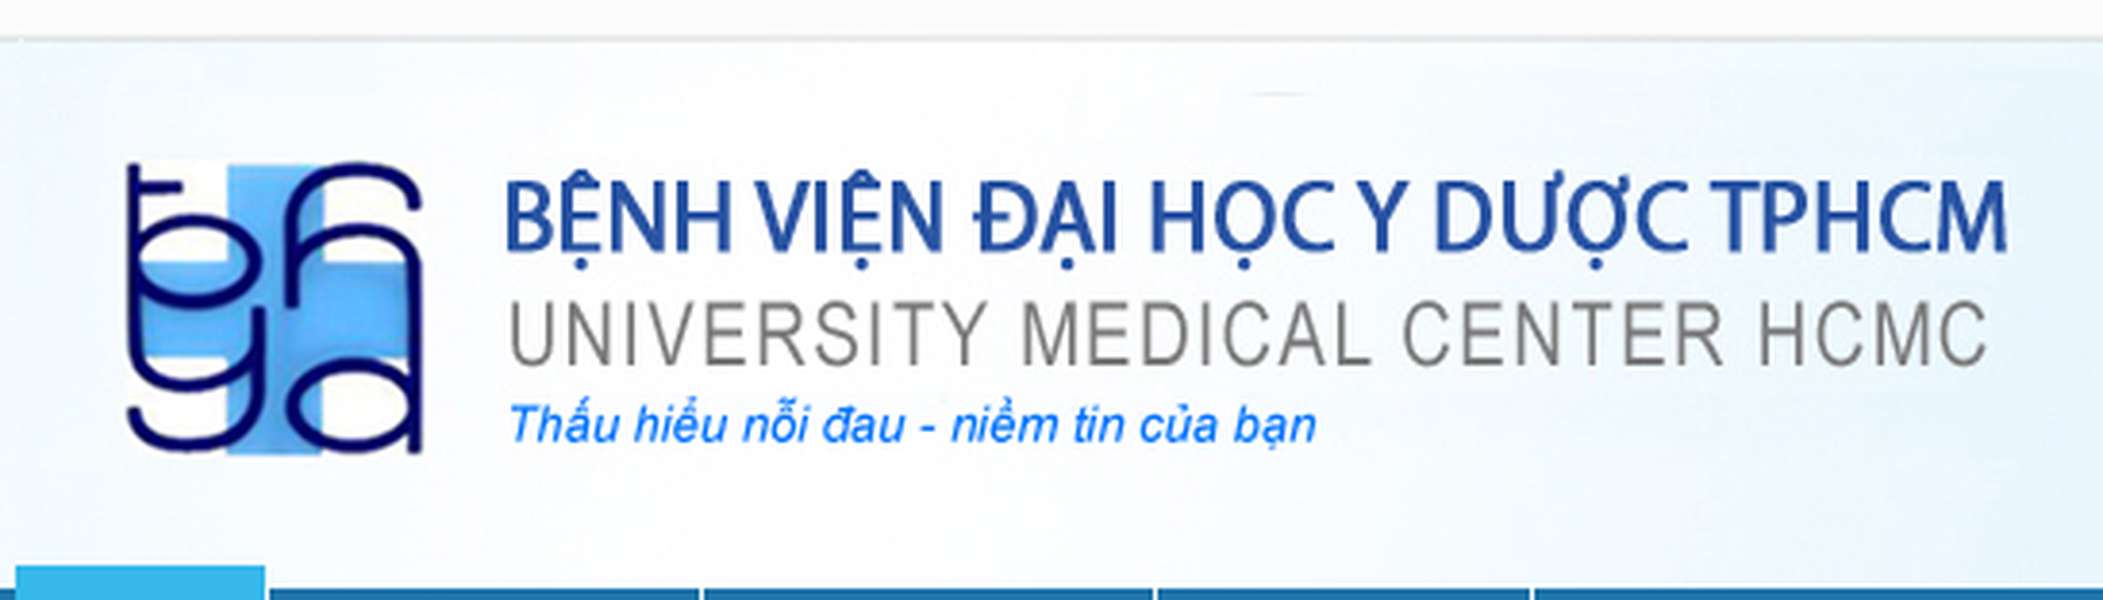 BỆNH VIỆN ĐẠI HỌC Y DƯỢC TPHCM
UNIVERSITY MEDICAL CENTER HCMC
Thấu hiểu nỗi đau - niềm tin của bạn